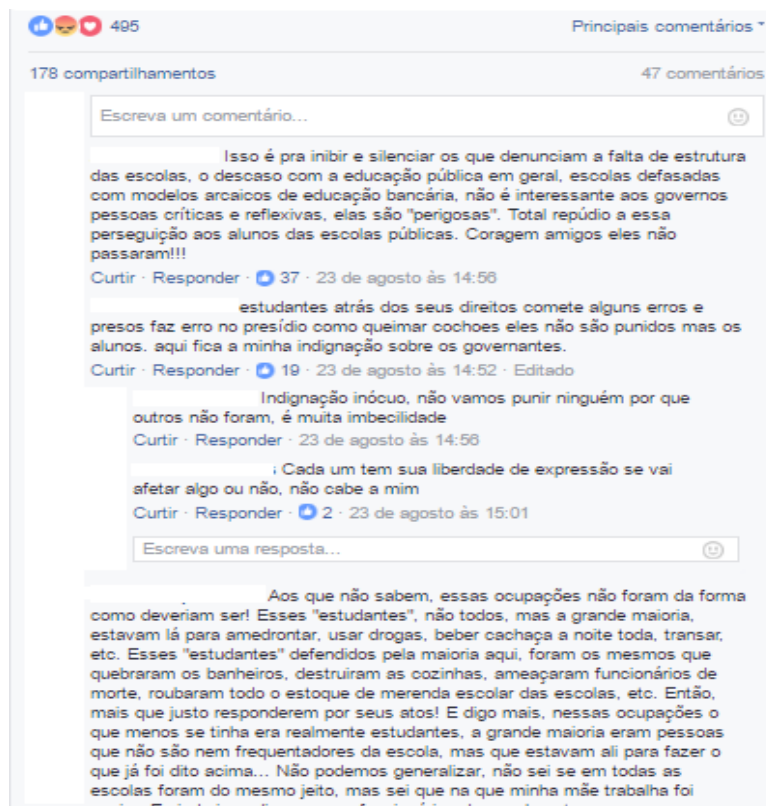 495 Principais comentários
178 compartilhamentos 47 comentários
Escreva um comentário...
Isso é pra inibir e silenciar os que denunciam a falta de estrutura
das escolas, o descaso com a educação pública em geral, escolas defasadas
com modelos arcaicos de educação bancária, não é interessante aos governos
pessoas críticas e reflexivas, elas são "perigosas". Total repúdio a essa
perseguição aos alunos das escolas públicas. Coragem amigos eles não
passaram!!!
Curtir · Responder · 37 · 23 de agosto às 14:56
estudantes atrás dos seus direitos comete alguns erros e
presos faz erro no presídio como queimar cochoes eles não são punidos mas os
alunos. aqui fica a minha indignação sobre os governantes.
Curtir · Responder · 19 · 23 de agosto às 14:52 · Editado
Indignação inócuo, não vamos punir ninguém por que
outros não foram, é muita imbecilidade
Curtir · Responder · 23 de agosto às 14:56
Cada um tem sua liberdade de expressão se vai
afetar algo ou não, não cabe a mim
Curtir · Responder · 2 · 23 de agosto às 15:01
Escreva uma resposta...
Aos que não sabem, essas ocupações não foram da forma
como deveriam ser! Esses "estudantes", não todos, mas a grande maioria,
estavam lá para amedrontar, usar drogas, beber cachaça a noite toda, transar,
etc. Esses "estudantes" defendidos pela maioria aqui, foram os mesmos que
quebraram os banheiros, destruiram as cozinhas, ameaçaram funcionários de
morte, roubaram todo o estoque de merenda escolar das escolas, etc. Então,
mais que justo responderem por seus atos! E digo mais, nessas ocupações o
que menos se tinha era realmente estudantes, a grande maioria eram pessoas
que não são nem frequentadores da escola, mas que estavam ali para fazer o
que já foi dito acima... Não podemos generalizar, não sei se em todas as
escolas foram do mesmo jeito, mas sei que na que minha mãe trabalha foi